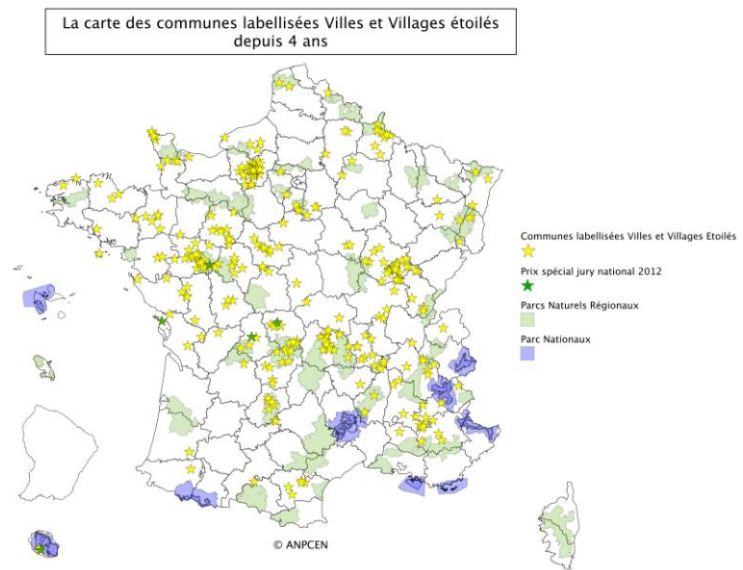 La carte des communes labellisées Villes et Villages étoilés
depuis 4 ans
Communes labellisées Villes et Villages Etoilés
Prix spécial jury national 2012
Parcs Naturels Régionaux
Parc Nationaux
© ANPCEN